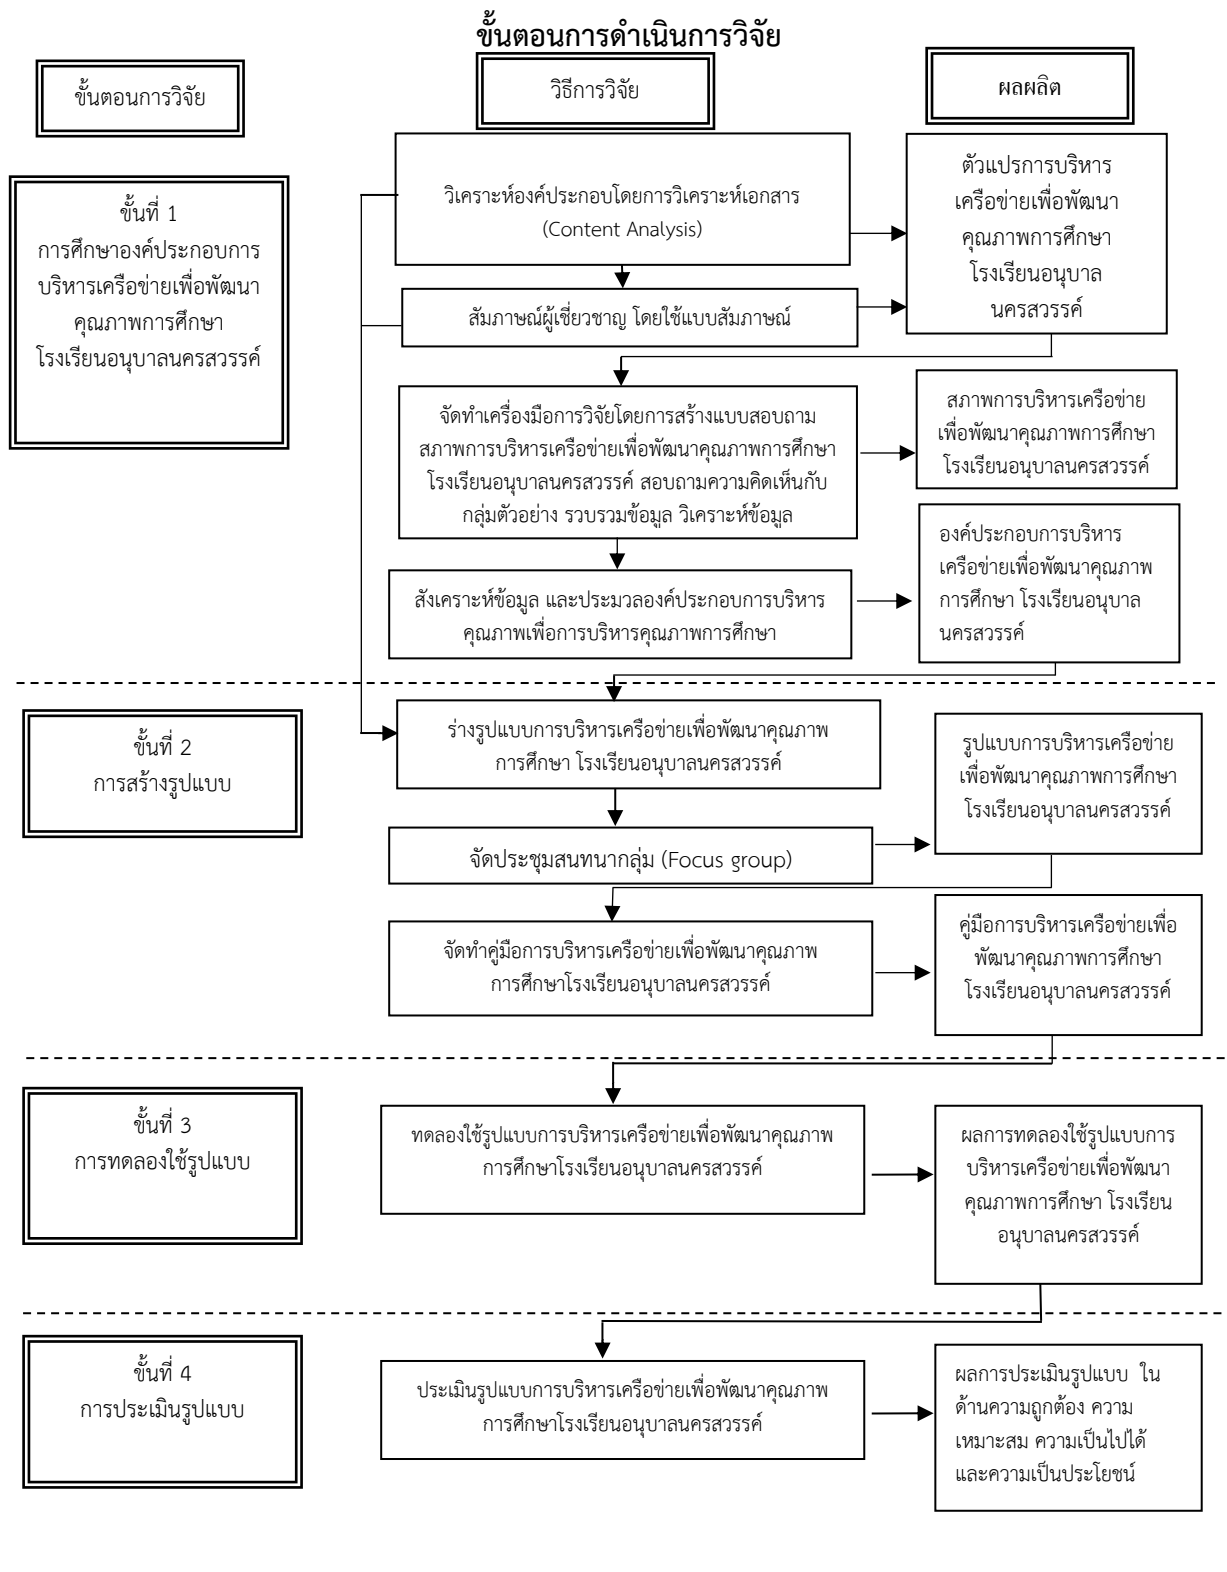 ขั้นตอนการดำเนินการวิจัย
ขั้นตอนการวิจัย
วิธีการวิจัย
ผลผลิต
ขั้นที่ 1
การศึกษาองค์ประกอบการ
บริหารเครือข่ายเพื่อพัฒนา
คุณภาพการศึกษา
โรงเรียนอนุบาลนครสวรรค์
วิเคราะห์องค์ประกอบโดยการวิเคราะห์เอกสาร
(Content Analysis)
ตัวแปรการบริหาร
เครือข่ายเพื่อพัฒนา
คุณภาพการศึกษา
โรงเรียนอนุบาล
นครสวรรค์
สัมภาษณ์ผู้เชี่ยวชาญ โดยใช้แบบสัมภาษณ์
จัดทำเครื่องมือการวิจัยโดยการสร้างแบบสอบถาม
สภาพการบริหารเครือข่ายเพื่อพัฒนาคุณภาพการศึกษา
โรงเรียนอนุบาลนครสวรรค์ สอบถามความคิดเห็นกับ
กลุ่มตัวอย่าง รวบรวมข้อมูล วิเคราะห์ข้อมูล
สภาพการบริหารเครือข่าย
เพื่อพัฒนาคุณภาพการศึกษา
โรงเรียนอนุบาลนครสวรรค์
สังเคราะห์ข้อมูล และประมวลองค์ประกอบการบริหาร
คุณภาพเพื่อการบริหารคุณภาพการศึกษา
องค์ประกอบการบริหาร
เครือข่ายเพื่อพัฒนาคุณภาพ
การศึกษา โรงเรียนอนุบาล
นครสวรรค์
ขั้นที่ 2
การสร้างรูปแบบ
ร่างรูปแบบการบริหารเครือข่ายเพื่อพัฒนาคุณภาพ
การศึกษา โรงเรียนอนุบาลนครสวรรค์
รูปแบบการบริหารเครือข่าย
เพื่อพัฒนาคุณภาพการศึกษา
โรงเรียนอนุบาลนครสวรรค์
จัดประชุมสนทนากลุ่ม (Focus group)
จัดทำคู่มือการบริหารเครือข่ายเพื่อพัฒนาคุณภาพ
การศึกษาโรงเรียนอนุบาลนครสวรรค์
คู่มือการบริหารเครือข่ายเพื่อ
พัฒนาคุณภาพการศึกษา
โรงเรียนอนุบาลนครสวรรค์
ขั้นที่ 3
การทดลองใช้รูปแบบ
ทดลองใช้รูปแบบการบริหารเครือข่ายเพื่อพัฒนาคุณภาพ
การศึกษาโรงเรียนอนุบาลนครสวรรค์
ผลการทดลองใช้รูปแบบการ
บริหารเครือข่ายเพื่อพัฒนา
คุณภาพการศึกษา โรงเรียน
อนุบาลนครสวรรค์
ขั้นที่ 4
การประเมินรูปแบบ
ประเมินรูปแบบการบริหารเครือข่ายเพื่อพัฒนาคุณภาพ
การศึกษาโรงเรียนอนุบาลนครสวรรค์
ผลการประเมินรูปแบบ ใน
ด้านความถูกต้อง ความ
เหมาะสม ความเป็นไปได้
และความเป็นประโยชน์